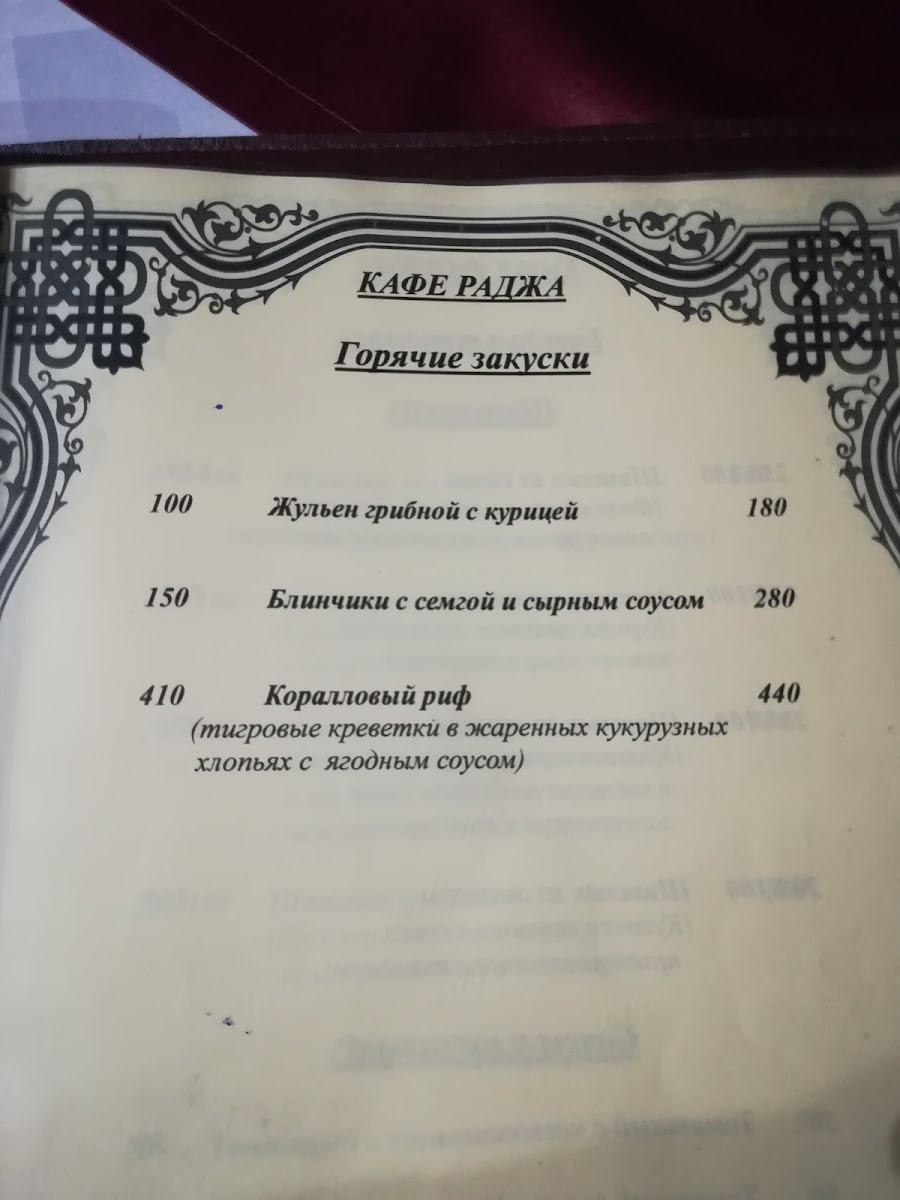 КАФЕ РАДЖА
Горячие закуски
100 Жульен грибной с курицей 180
150 Блинчики с семгой и сырным соусом 280
410 Коралловый риф 440
(тигровые креветки в жаренных кукурузных
хлопьях с ягодным соусом)